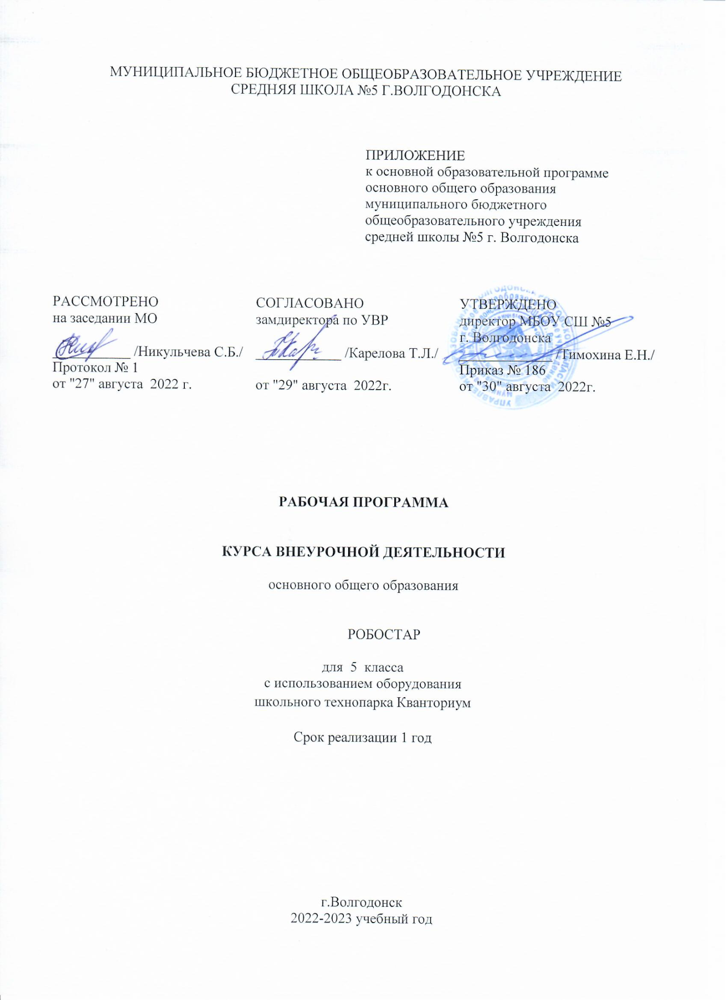 МУНИЦИПАЛЬНОЕ БЮДЖЕТНОЕ ОБЩЕОБРАЗОВАТЕЛЬНОЕ УЧРЕЖДЕНИЕ
СРЕДНЯЯ ШКОЛА №5 Г.ВОЛГОДОНСКА
ПРИЛОЖЕНИЕ
к основной образовательной программе
основного общего образования
муниципального бюджетного
общеобразовательного учреждения
средней школы №5 г. Волгодонска
РАССМОТРЕНО
на заседании МО
/Никульчева С.Б./
Протокол № 1
от "27" августа 2022 г.
СОГЛАСОВАНО
замдиректора по УВР
/Карелова Т.Л./
от "29" августа 2022г.
УТВЕРЖДЕНО
директор МБОУ СШ №5
г. Волгодонска
/Тимохина Е.Н./
Приказ № 186
от "30" августа 2022г.
РАБОЧАЯ ПРОГРАММА
КУРСА ВНЕУРОЧНОЙ ДЕЯТЕЛЬНОСТИ
основного общего образования
РОБОСТАР
для 5 класса
с использованием оборудования
школьного технопарка Кванториум
Срок реализации 1 год
г.Волгодонск
2022-2023 учебный год